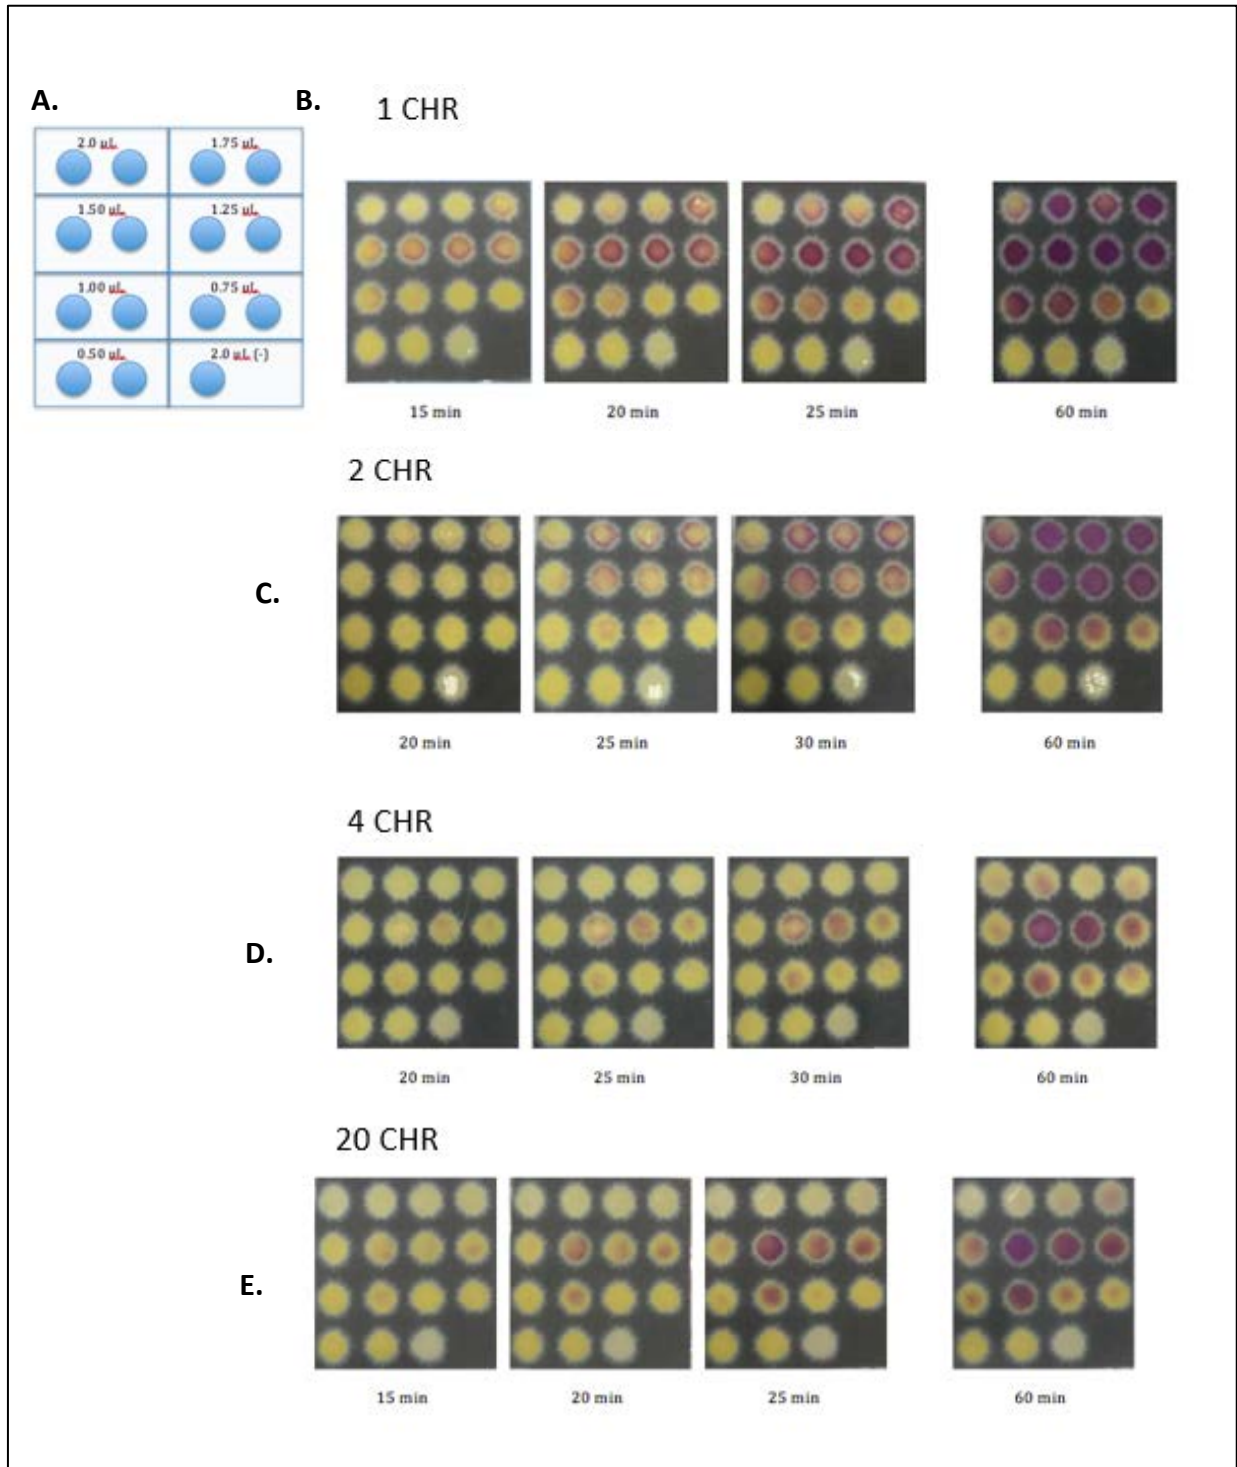 A.
B.
1 CHR
2.0 uL
1.75 uL
1.50 uL
1.25 uL
1.00 uL
0.75 uL
0.50 uL
2.0 uL (-)
15 min
20 min
25 min
60 min
2 CHR
C.
20 min
25 min
30 min
60 min
4 CHR
D.
20 min
25 min
30 min
60 min
20 CHR
E.
15 min
20 min
25 min
60 min